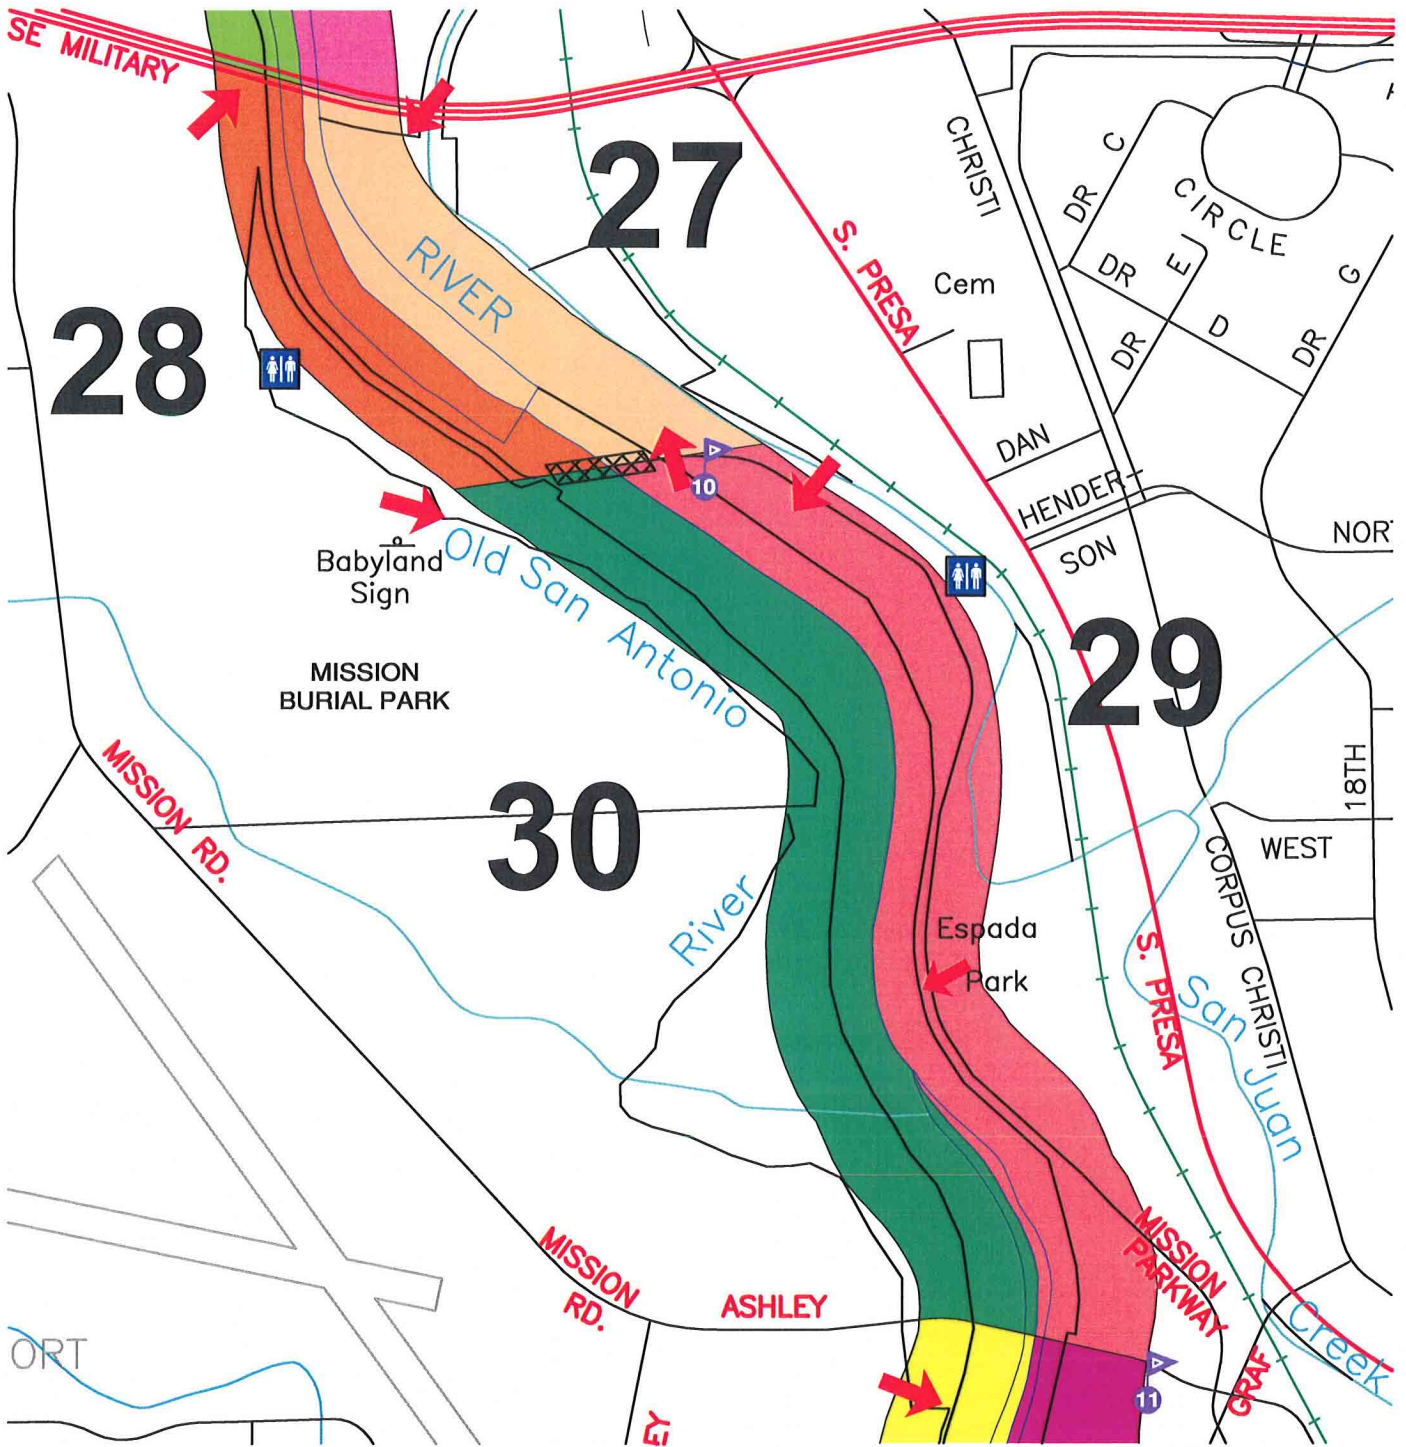 SE MILITARY
27
CHRISTI
DR C
CIRCLE
S. PRESA
RIVER
Cem
DR
E
D
DR G
DR
28
DAN
HENDER-
SON
10
NOR
Babyland
Sign
Old San Antonio
MISSION
BURIAL PARK
29
18TH
MISSION RD.
30
WEST
CORPUS CHRISTI
River
Espada
Park
S. PRESA
San Juan
MISSION
PARKWAY
MISSION
RD.
ASHLEY
Creek
ORT
GRAF
11
EY